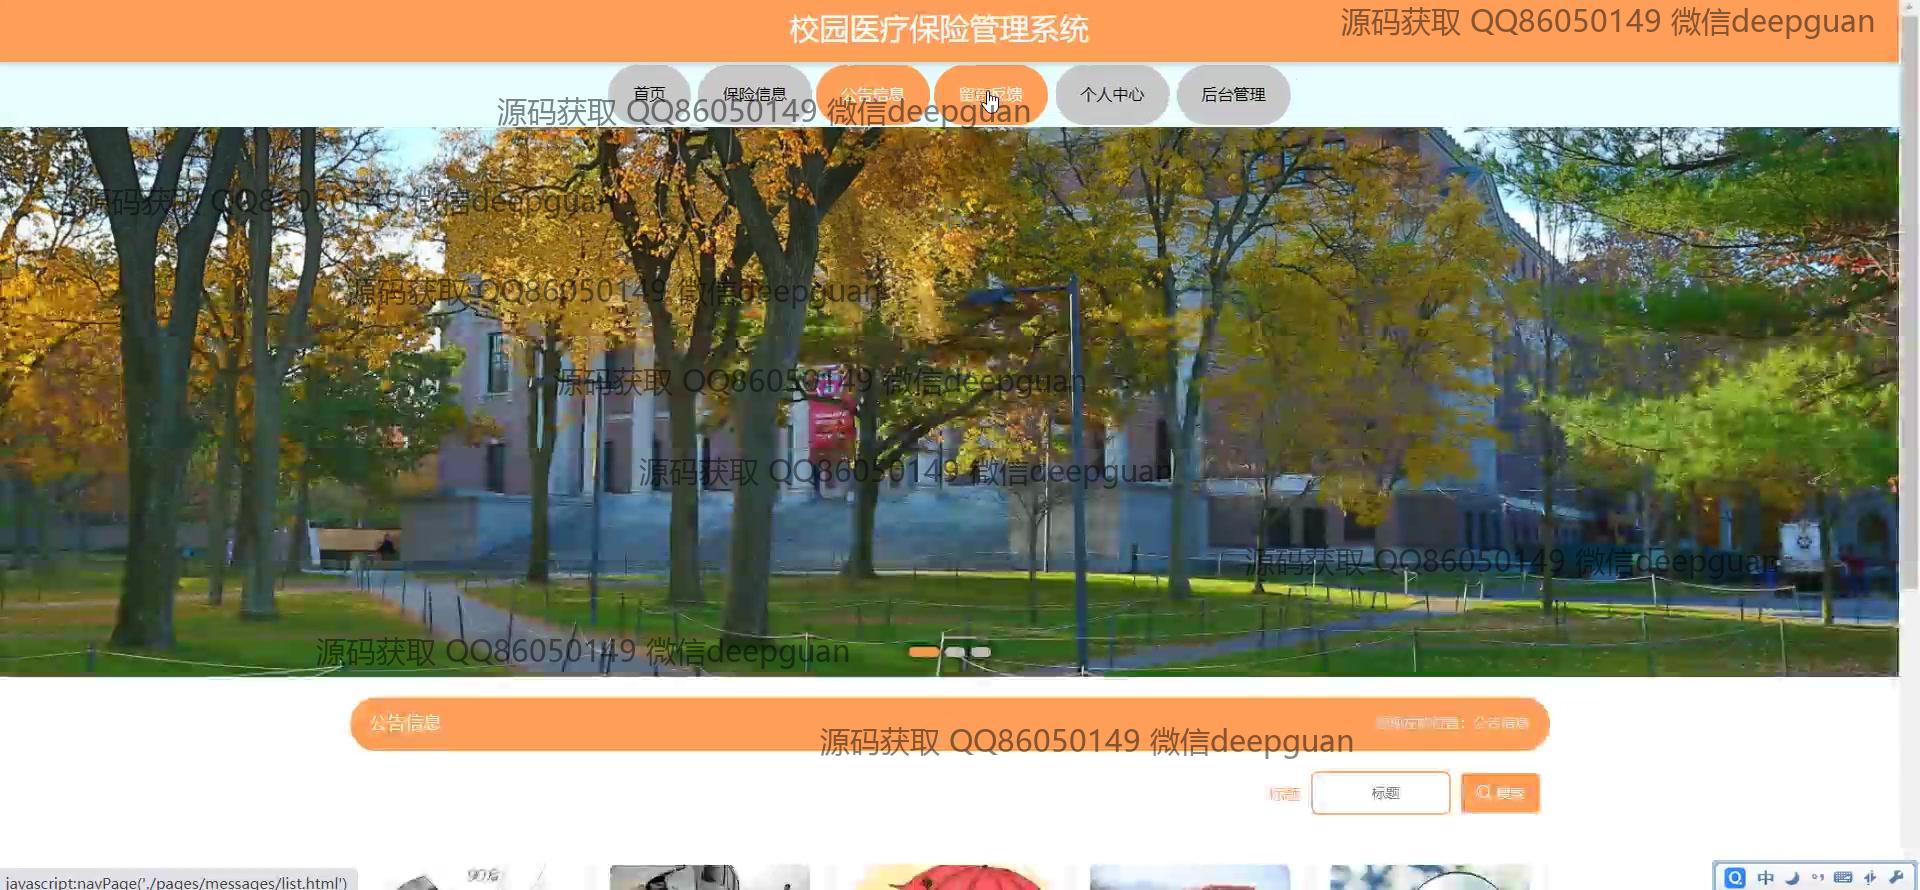 校园医疗保险管理系统
源码获取 QQ86050149 微信deepguan
首页
保险信息
公告信息
留言反馈
个人中心
后台管理
源码获取 QQ86050149 微信deepguan
源码获取 QQ86050149 微信deepguan
源码获取 QQ86050149 微信deepguan
源码获取 QQ86050149 微信deepguan
源码获取 QQ86050149 微信deepguan
源码获取 QQ86050149 微信deepguan
源码获取 QQ86050149 微信deepguan
公告信息
您现在的位置：公告信息
源码获取 QQ86050149 微信deepguan
标题
标题
搜索
90后
javascript:navPage('./pages/messages/list.html')
中